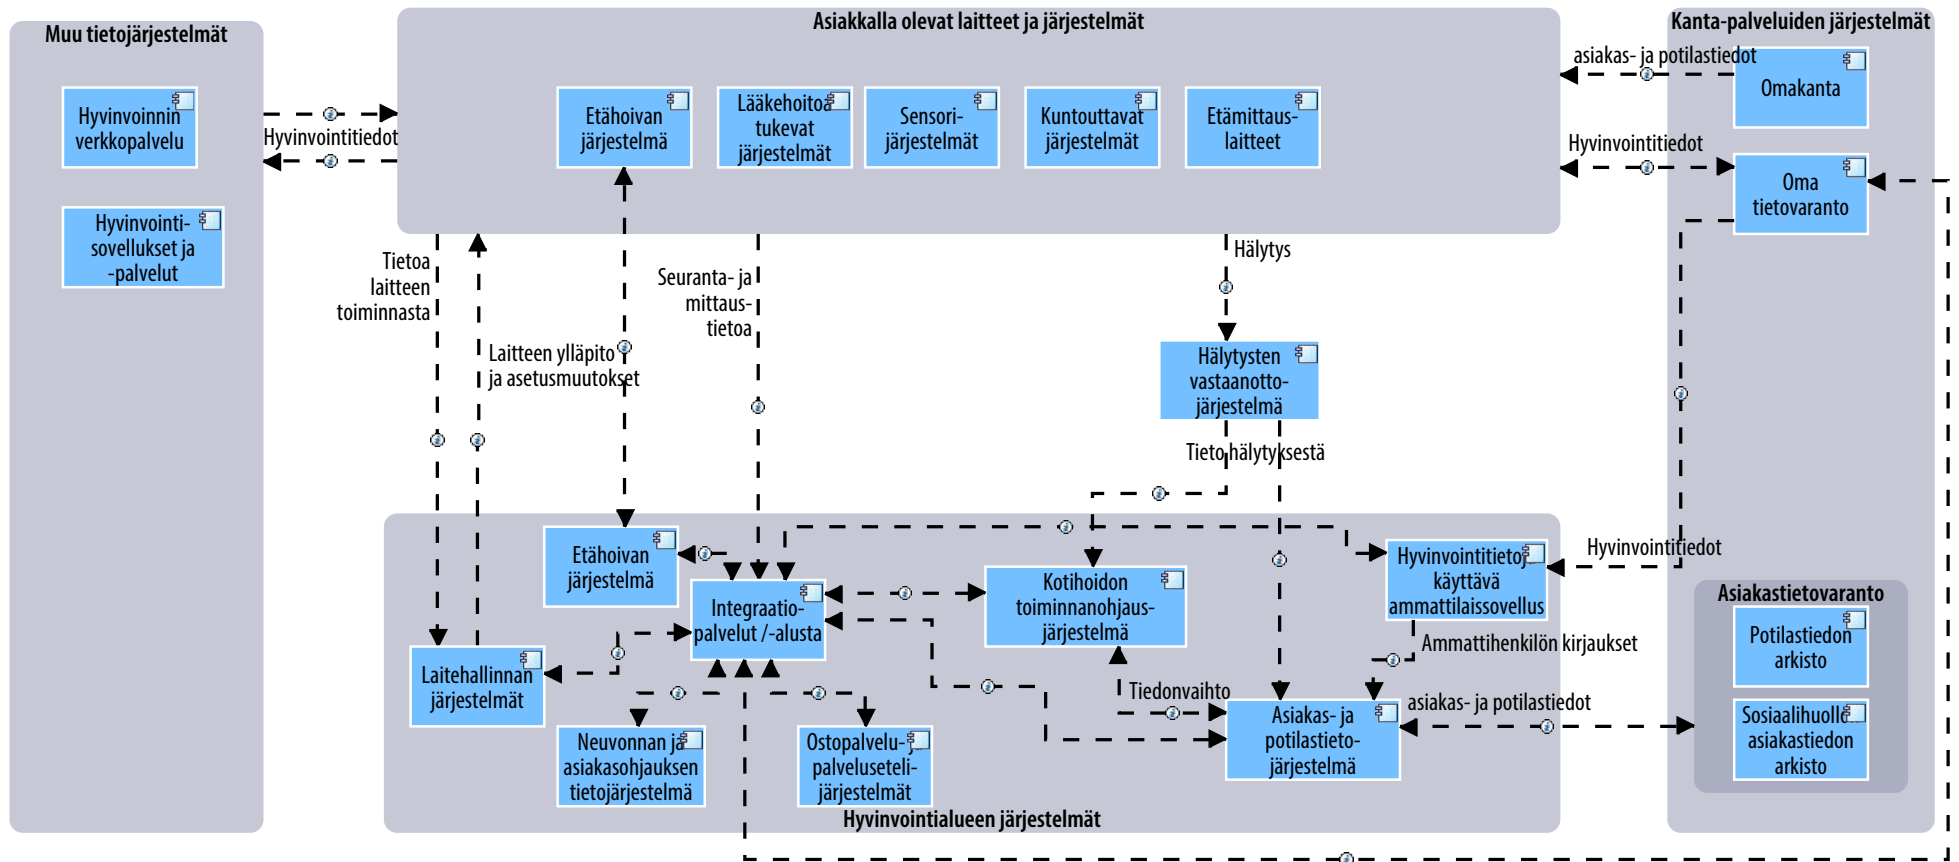 Muu tietojärjestelmät
Hyvinvoinnin
verkkopalvelu
Hyvinvointi-
sovellukset ja
-palvelut
Hyvinvointitiedot
Asiakkalla olevat laitteet ja järjestelmät
Etähoivan
järjestelmä
Lääkehoitoa
tukevat
järjestelmät
Sensori-
järjestelmät
Kuntouttavat
järjestelmät
Etämittaus-
laitteet
Kanta-palveluiden järjestelmät
asiakas- ja potilastiedot
Omakanta
Hyvinvointitiedot
Oma
tietovaranto
Tietoa
laitteen
toiminnasta
Laitteen ylläpito
ja asetusmuutokset
Seuranta- ja
mittaus-
tietoa
Hälytys
Hälytysten
vastaanotto-
järjestelmä
Tieto hälytyksestä
Etähoivan
järjestelmä
Integraatio-
palvelut /-alusta
Kotihoidon
toiminnanohjaus-
järjestelmä
Hyvinvointitietoja
käyttävä
ammattilaissovellus
Hyvinvointitiedot
Ammattihenkilön kirjaukset
Laitehallinnan
järjestelmät
Tiedonvaihto
Neuvonnan ja
asiakasohjauksen
tietojärjestelmä
Ostopalvelu- ja
palveluseteli-
järjestelmät
Asiakas- ja
potilastieto-
järjestelmä
asiakas- ja potilastiedot
Hyvinvointialueen järjestelmät
Asiakastietovaranto
Potilastiedon
arkisto
Sosiaalihuollon
asiakastiedon
arkisto